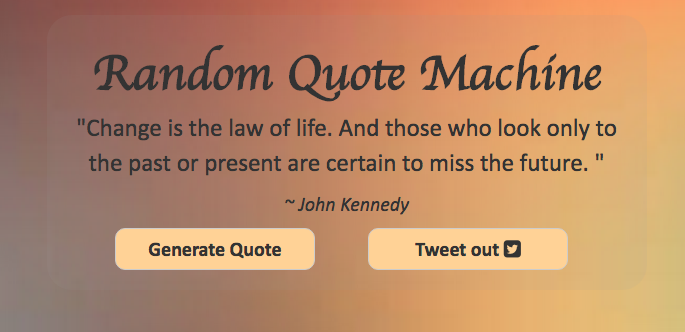 Random Quote Machine
"Change is the law of life. And those who look only to
the past or present are certain to miss the future. "
~ John Kennedy
Generate Quote
Tweet out